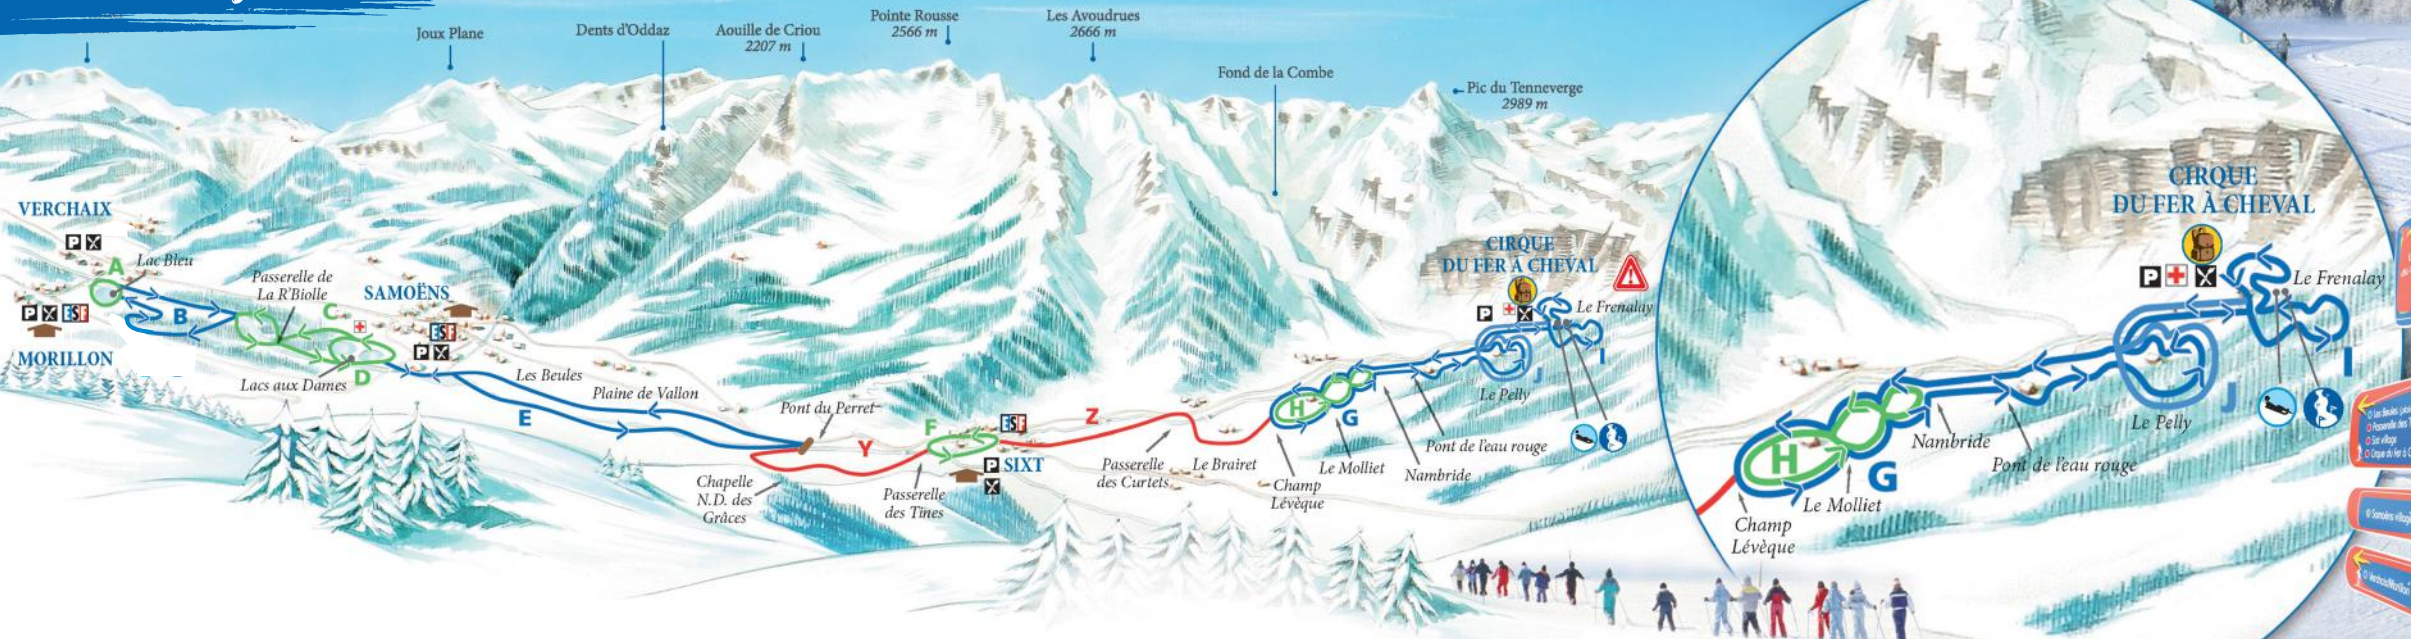 Joux Plane
Dents d'Oddaz
Aouille de Criou
2207 m
Pointe Rousse
2566 m
Les Avoudrues
2666 m
Fond de la Combe
Pic du Tenneverge
2989 m
VERCHAIX
P
A
Lac Bleu
P
ESF
MORILLON
B
Passerelle de
La R'Biolle
C
SAMOËNS
ESF
P
Lacs aux Dames
D
Les Beules
E
Plaine de Vallon
Pont du Perret
Chapelle
N.D. des
Grâces
Y
F
Passerelle
des Tines
ESF
P
SIXT
Z
Passerelle
des Curtets
Le Brairet
Champ
Lévèque
H
G
Le Molliet
Nambride
Pont de l'eau rouge
CIRQUE
DU FER À CHEVAL
P
Le Frenalay
I
J
Le Pelly
CIRQUE
DU FER À CHEVAL
P
Le Frenalay
I
J
Le Pelly
Nambride
Pont de l'eau rouge
H
G
Le Molliet
Champ
Lévèque